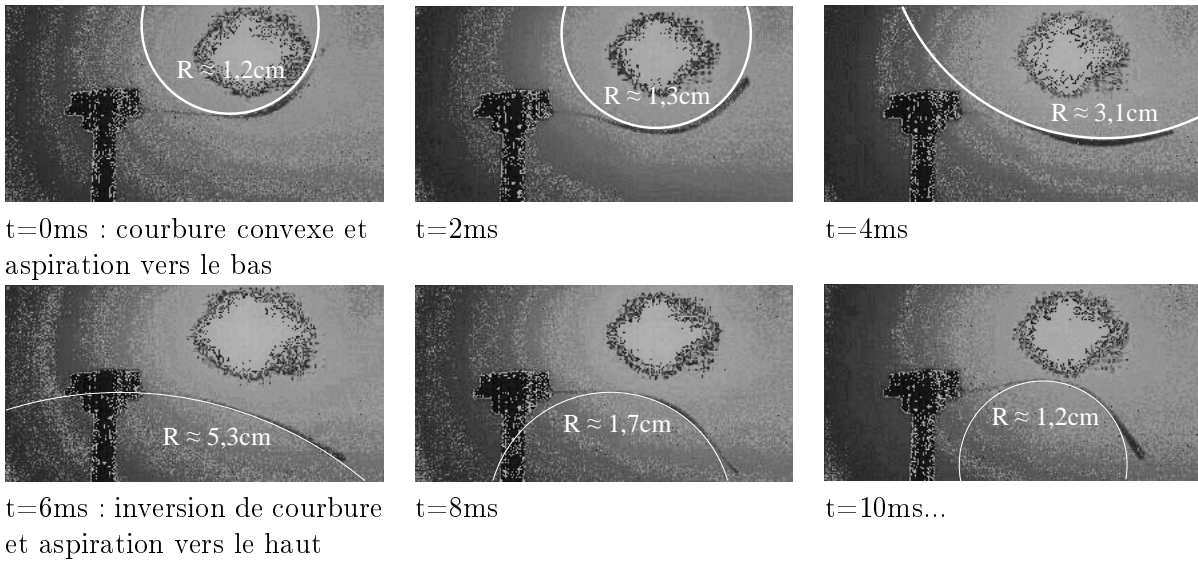 R ≈ 1,2cm
R ≈ 1,3cm
R ≈ 3,1cm
t=0ms : courbure convexe et
aspiration vers le bas
t=2ms
t=4ms
R ≈ 5,3cm
R ≈ 1,7cm
R ≈ 1,2cm
t=6ms : inversion de courbure
et aspiration vers le haut
t=8ms
t=10ms...